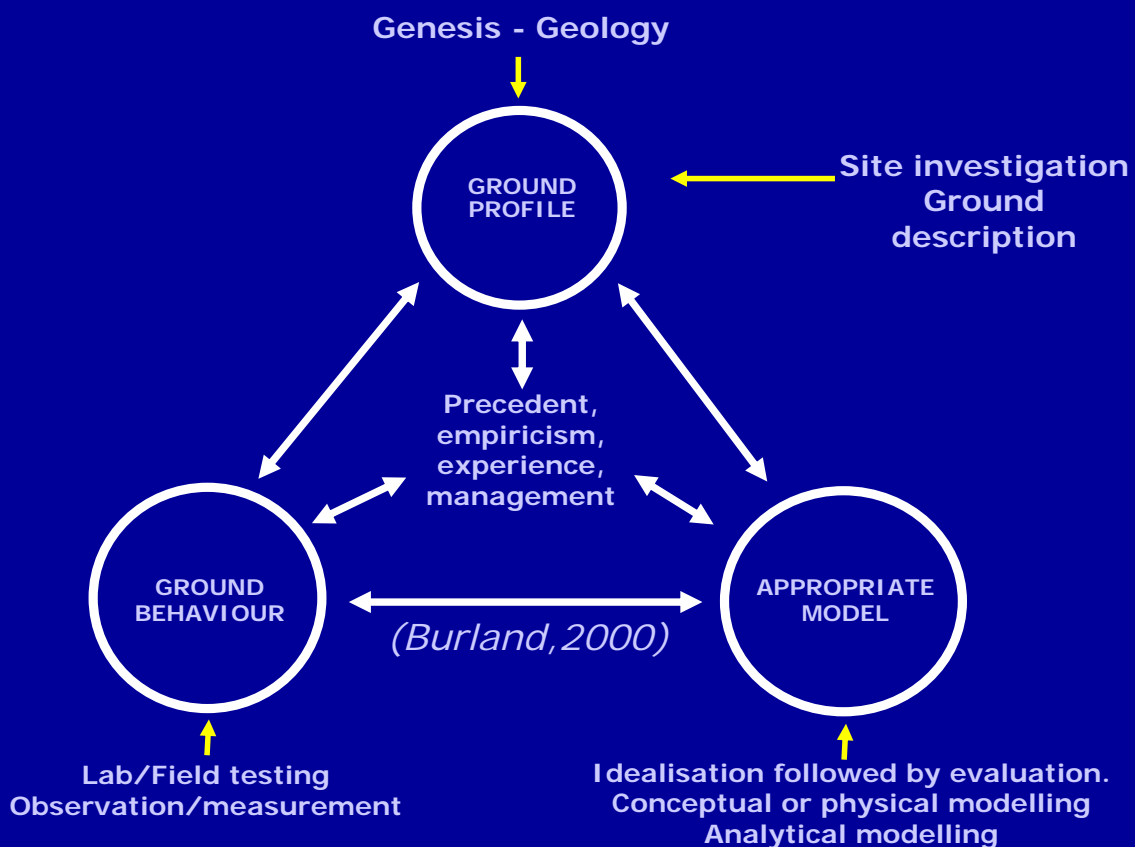 Genesis - Geology
GROUND
PROFILE
Site investigation
Ground
description
Precedent,
empiricism,
experience,
management
GROUND
BEHAVIOUR
APPROPRIATE
MODEL
(Burland,2000)
Lab/Field testing
Observation/measurement
Idealisation followed by evaluation.
Conceptual or physical modelling
Analytical modelling